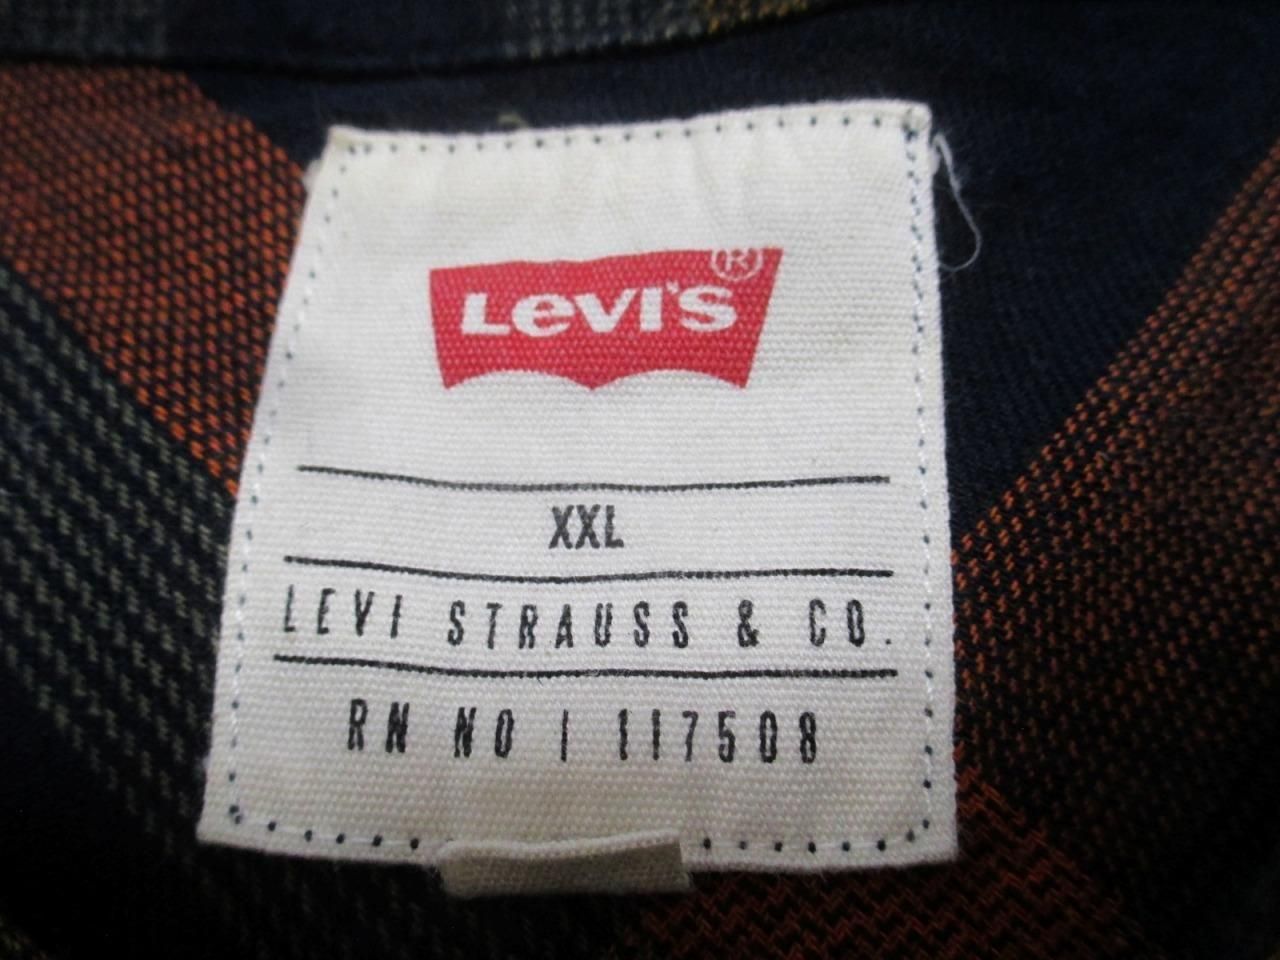 Levi's®
XXL
LEVI STRAUSS & CO.
RN NO | 117508